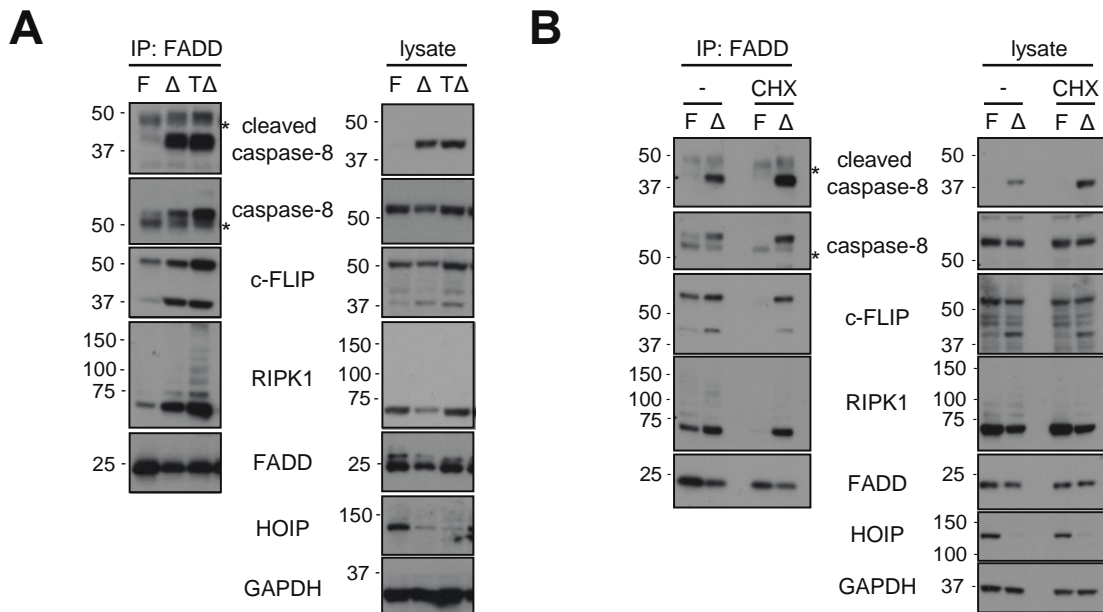 A
IP: FADD
F Δ TΔ
50 -
37 -
* cleaved
caspase-8
50 -
caspase-8
*
50 -
37 -
c-FLIP
150 -
100 -
75 -
RIPK1
25 -
FADD
HOIP
GAPDH
lysate
F Δ TΔ
50 -
37 -
50 -
50 -
37 -
150 -
100 -
75 -
25 -
150 -
37 -
B
IP: FADD
- CHX
F Δ F Δ
50 -
37 -
* cleaved
caspase-8
50 -
caspase-8
*
50 -
37 -
c-FLIP
150 -
100 -
75 -
RIPK1
25 -
FADD
HOIP
GAPDH
lysate
- CHX
F Δ F Δ
50 -
37 -
50 -
50 -
37 -
150 -
100 -
75 -
25 -
150 -
100 -
37 -